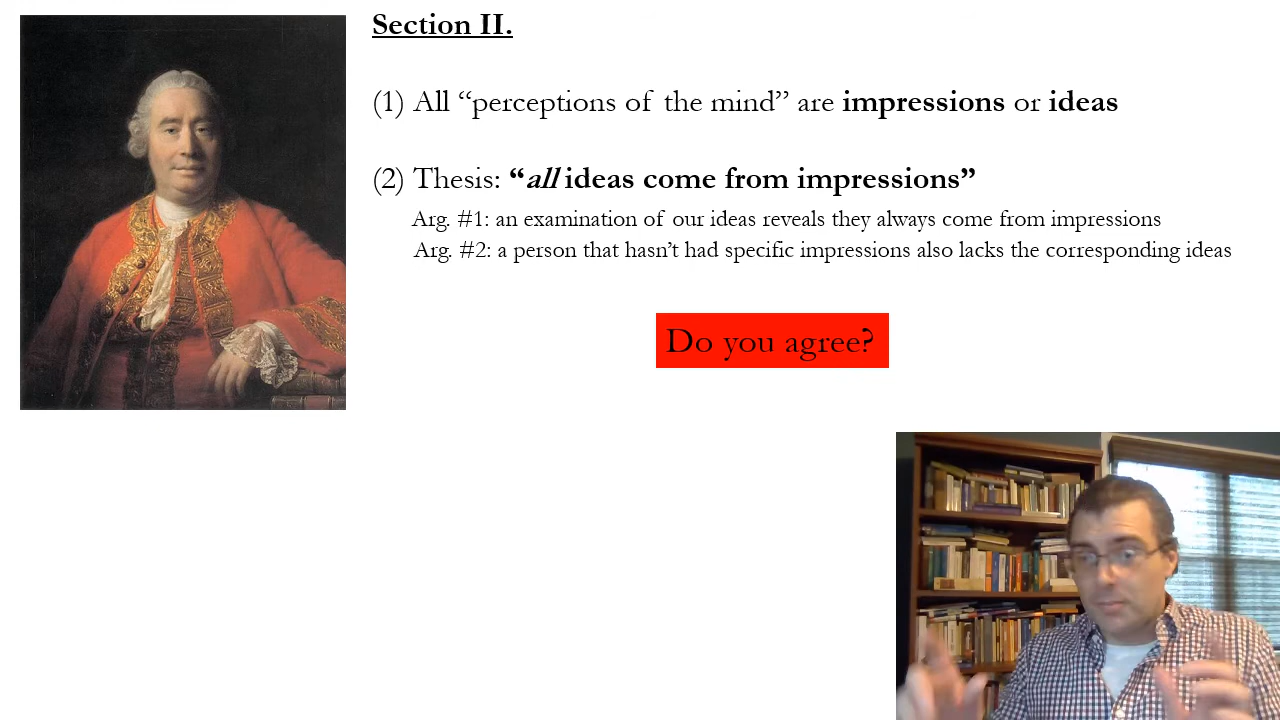 Section II.
(1) All “perceptions of the mind” are impressions or ideas
(2) Thesis: “all ideas come from impressions”
Arg. #1: an examination of our ideas reveals they always come from impressions
Arg. #2: a person that hasn’t had specific impressions also lacks the corresponding ideas
Do you agree?